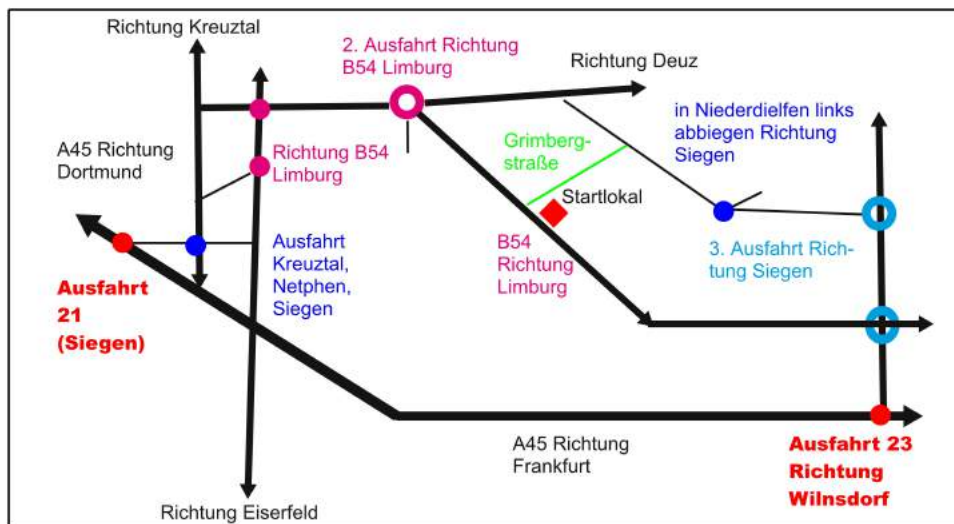 Richtung Kreuztal
2. Ausfahrt Richtung
B54 Limburg
Richtung Deuz
in Niederdielfen links
abbiegen Richtung
Siegen
Grimberg-
straße
A45 Richtung
Dortmund
Richtung B54
Limburg
Startlokal
Ausfahrt
Kreuztal,
Netphen,
Siegen
B54
Richtung
Limburg
3. Ausfahrt Rich-
tung Siegen
Ausfahrt
21
(Siegen)
A45 Richtung
Frankfurt
Ausfahrt 23
Richtung
Wilnsdorf
Richtung Eiserfeld